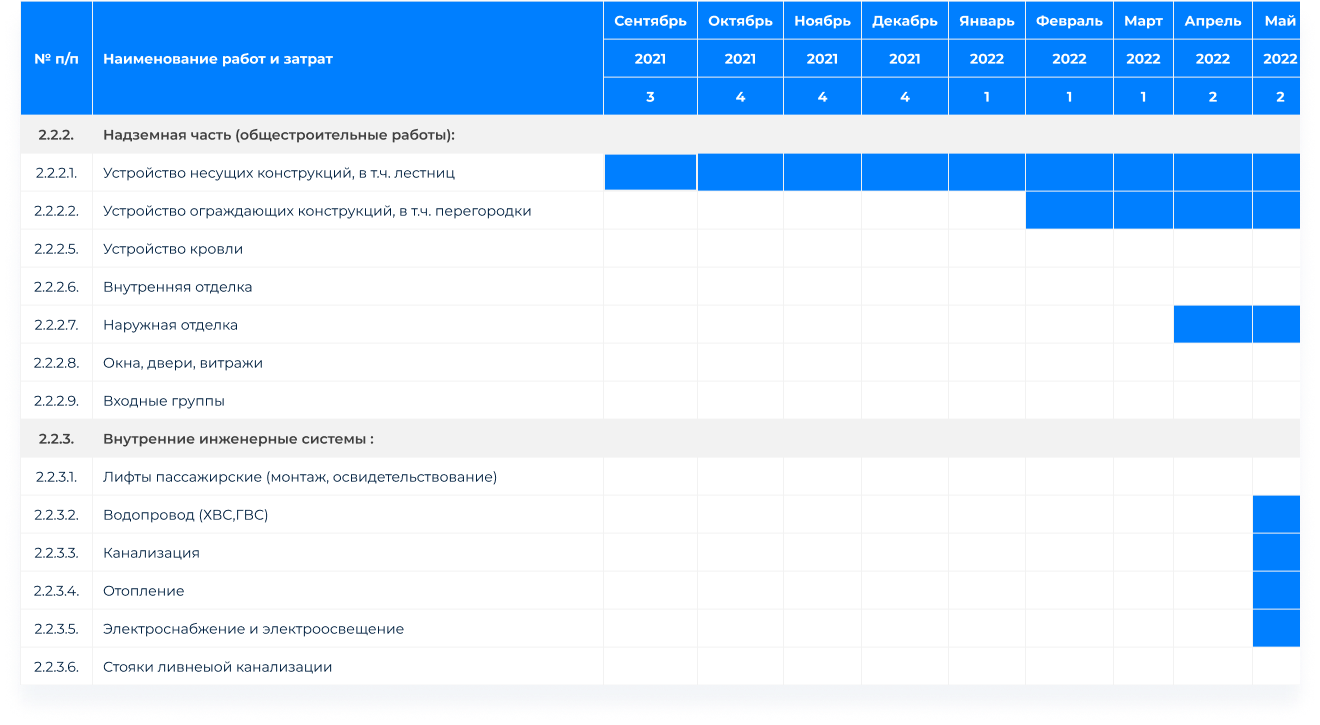 № п/п Наименование работ и затрат Сентябрь Октябрь Ноябрь Декабрь Январь Февраль Март Апрель Май
2021 2021 2021 2021 2022 2022 2022 2022 2022
3 4 4 4 1 1 1 2 2
2.2.2. Надземная часть (общестроительные работы):
2.2.2.1. Устройство несущих конструкций, в т.ч. лестниц
2.2.2.2. Устройство ограждающих конструкций, в т.ч. перегородки
2.2.2.5. Устройство кровли
2.2.2.6. Внутренняя отделка
2.2.2.7. Наружная отделка
2.2.2.8. Окна, двери, витражи
2.2.2.9. Входные группы
2.2.3. Внутренние инженерные системы :
2.2.3.1. Лифты пассажирские (монтаж, освидетельствование)
2.2.3.2. Водопровод (ХВС,ГВС)
2.2.3.3. Канализация
2.2.3.4. Отопление
2.2.3.5. Электроснабжение и электроосвещение
2.2.3.6. Стояки ливнеыой канализации